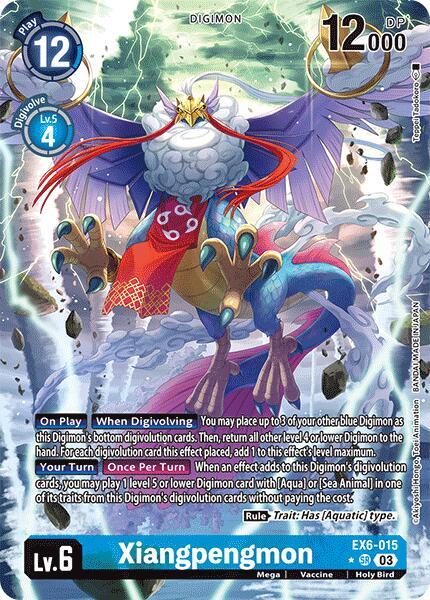 DIGIMON
Play
12
DP
12000
Digivolve
Lv.5
4
Teppei Tadokoro
On Play When Digivolving You may place up to 3 of your other blue Digimon as
this Digimon's bottom digivolution cards. Then, return all other level 4 or lower Digimon to the
hand. For each digivolution card this effect placed, add 1 to this effect's level maximum.
Your Turn Once Per Turn When an effect adds to this Digimon's digivolution
cards, you may play 1 level 5 or lower Digimon card with [Aqua] or [Sea Animal] in one
of its traits from this Digimon's digivolution cards without paying the cost.
Rule Trait: Has [Aquatic] type.
©Akiyoshi Hongo, Toei Animation BANDAI, MADE IN JAPAN
Lv.6
Xiangpengmon
EX6-015
SR 03
Mega | Vaccine | Holy Bird